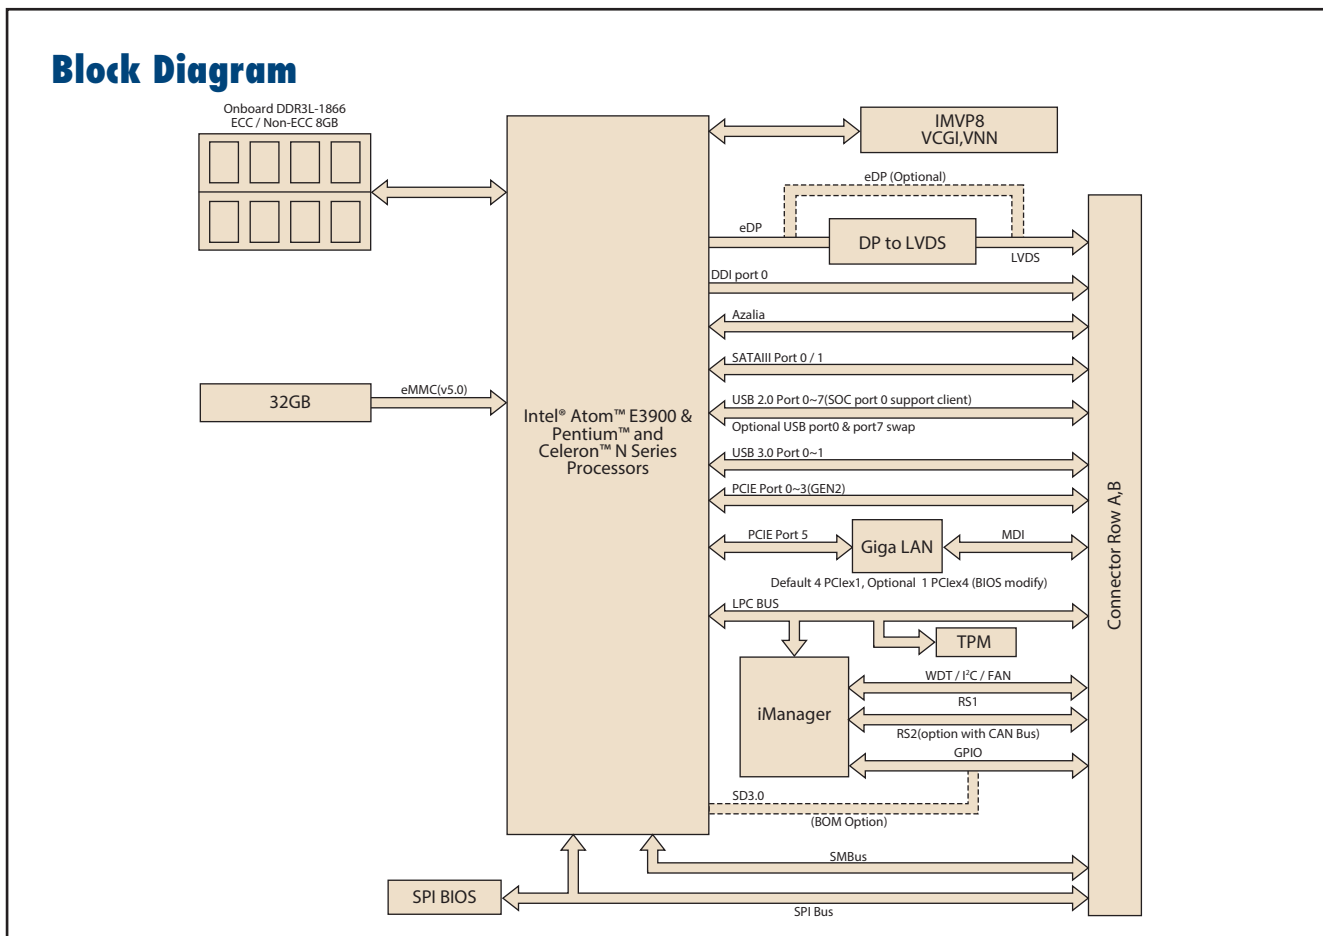 Block Diagram
Onboard DDR3L-1866
ECC / Non-ECC 8GB
IMVP8
VCGI,VNN
eDP (Optional)
eDP
DP to LVDS
LVDS
DDI port 0
Azalia
SATAIII Port 0 / 1
32GB
eMMC(v5.0)
Intel® Atom™ E3900 &
Pentium™ and
Celeron™ N Series
Processors
USB 2.0 Port 0~7(SOC port 0 support client)
Optional USB port0 & port7 swap
USB 3.0 Port 0~1
PCIE Port 0~3(GEN2)
PCIE Port 5
Giga LAN
MDI
Default 4 PCIex1, Optional 1 PCIex4 (BIOS modify)
LPC BUS
TPM
iManager
WDT / I²C / FAN
RS1
RS2(option with CAN Bus)
GPIO
SD3.0
(BOM Option)
SMBus
SPI BIOS
SPI Bus
Connector Row A,B